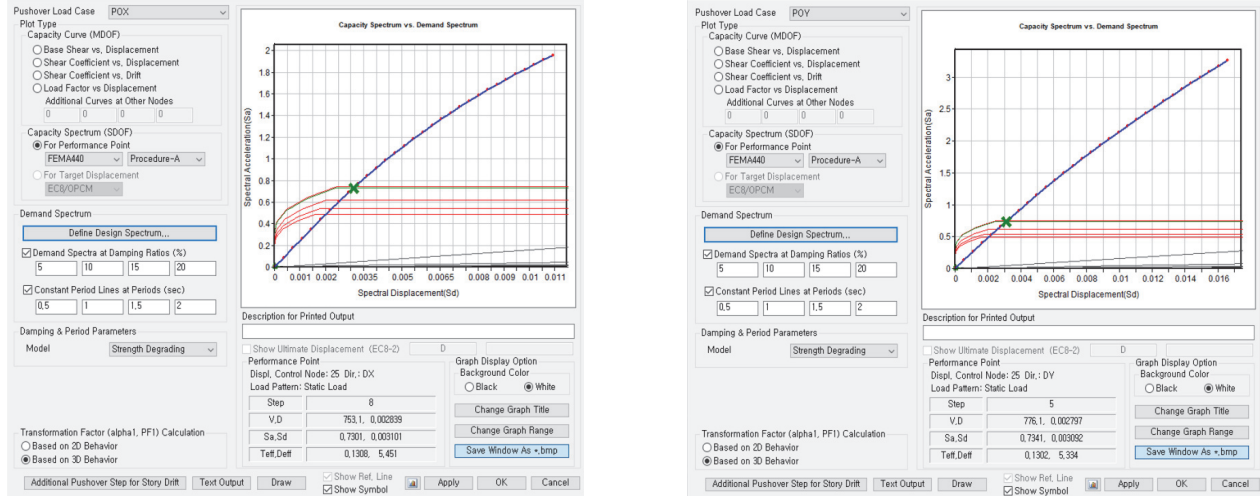 Pushover Load Case POX
Plot Type
Capacity Curve (MDOF)
Base Shear vs, Displacement
Shear Coefficient vs, Displacement
Shear Coefficient vs, Drift
Load Factor vs Displacement
Additional Curves at Other Nodes
0 0 0 0
Capacity Spectrum (SDOF)
For Performance Point
FEMA440 Procedure-A
For Target Displacement
EC8/OPCM
Demand Spectrum
Define Design Spectrum,,,
Demand Spectra at Damping Ratios (%)
5 10 15 20
Constant Period Lines at Periods (sec)
0,5 1 1,5 2
Damping & Period Parameters
Model Strength Degrading
Transformation Factor (alpha1, PF1) Calculation
Based on 2D Behavior
Based on 3D Behavior
Capacity Spectrum vs. Demand Spectrum
Spectral Acceleration(Sa)
2
1.8
1.6
1.4
1.2
1
0.8
0.6
0.4
0.2
0
0 0.001 0.002 0.0035 0.005 0.006 0.007 0.008 0.009 0.011
Spectral Displacement(Sd)
Description for Printed Output
Show Ultimate Displacement (EC8-2) D
Performance Point
Displ, Control Node: 25 Dir,: DX
Load Pattern: Static Load
Step 8
V,D 753,1, 0,002839
Sa,Sd 0,7301, 0,003101
Teff,Deff 0,1308, 5,451
Graph Display Option
Background Color
Black White
Change Graph Title
Change Graph Range
Save Window As *,bmp
Additional Pushover Step for Story Drift Text Output Draw
Show Ref, Line
Show Symbol
Apply OK Cancel
Pushover Load Case POY
Plot Type
Capacity Curve (MDOF)
Base Shear vs, Displacement
Shear Coefficient vs, Displacement
Shear Coefficient vs, Drift
Load Factor vs Displacement
Additional Curves at Other Nodes
0 0 0 0
Capacity Spectrum (SDOF)
For Performance Point
FEMA440 Procedure-A
For Target Displacement
EC8/OPCM
Demand Spectrum
Define Design Spectrum,,,
Demand Spectra at Damping Ratios (%)
5 10 15 20
Constant Period Lines at Periods (sec)
0,5 1 1,5 2
Damping & Period Parameters
Model Strength Degrading
Transformation Factor (alpha1, PF1) Calculation
Based on 2D Behavior
Based on 3D Behavior
Capacity Spectrum vs. Demand Spectrum
Spectral Acceleration(Sa)
3
2.5
2
1.5
1
0.5
0
0 0.002 0.004 0.006 0.008 0.01 0.012 0.014 0.016
Spectral Displacement(Sd)
Description for Printed Output
Show Ultimate Displacement (EC8-2) D
Performance Point
Displ, Control Node: 25 Dir,: DY
Load Pattern: Static Load
Step 5
V,D 776,1, 0,002797
Sa,Sd 0,7341, 0,003092
Teff,Deff 0,1302, 5,334
Graph Display Option
Background Color
Black White
Change Graph Title
Change Graph Range
Save Window As *,bmp
Additional Pushover Step for Story Drift Text Output Draw
Show Ref, Line
Show Symbol
Apply OK Cancel